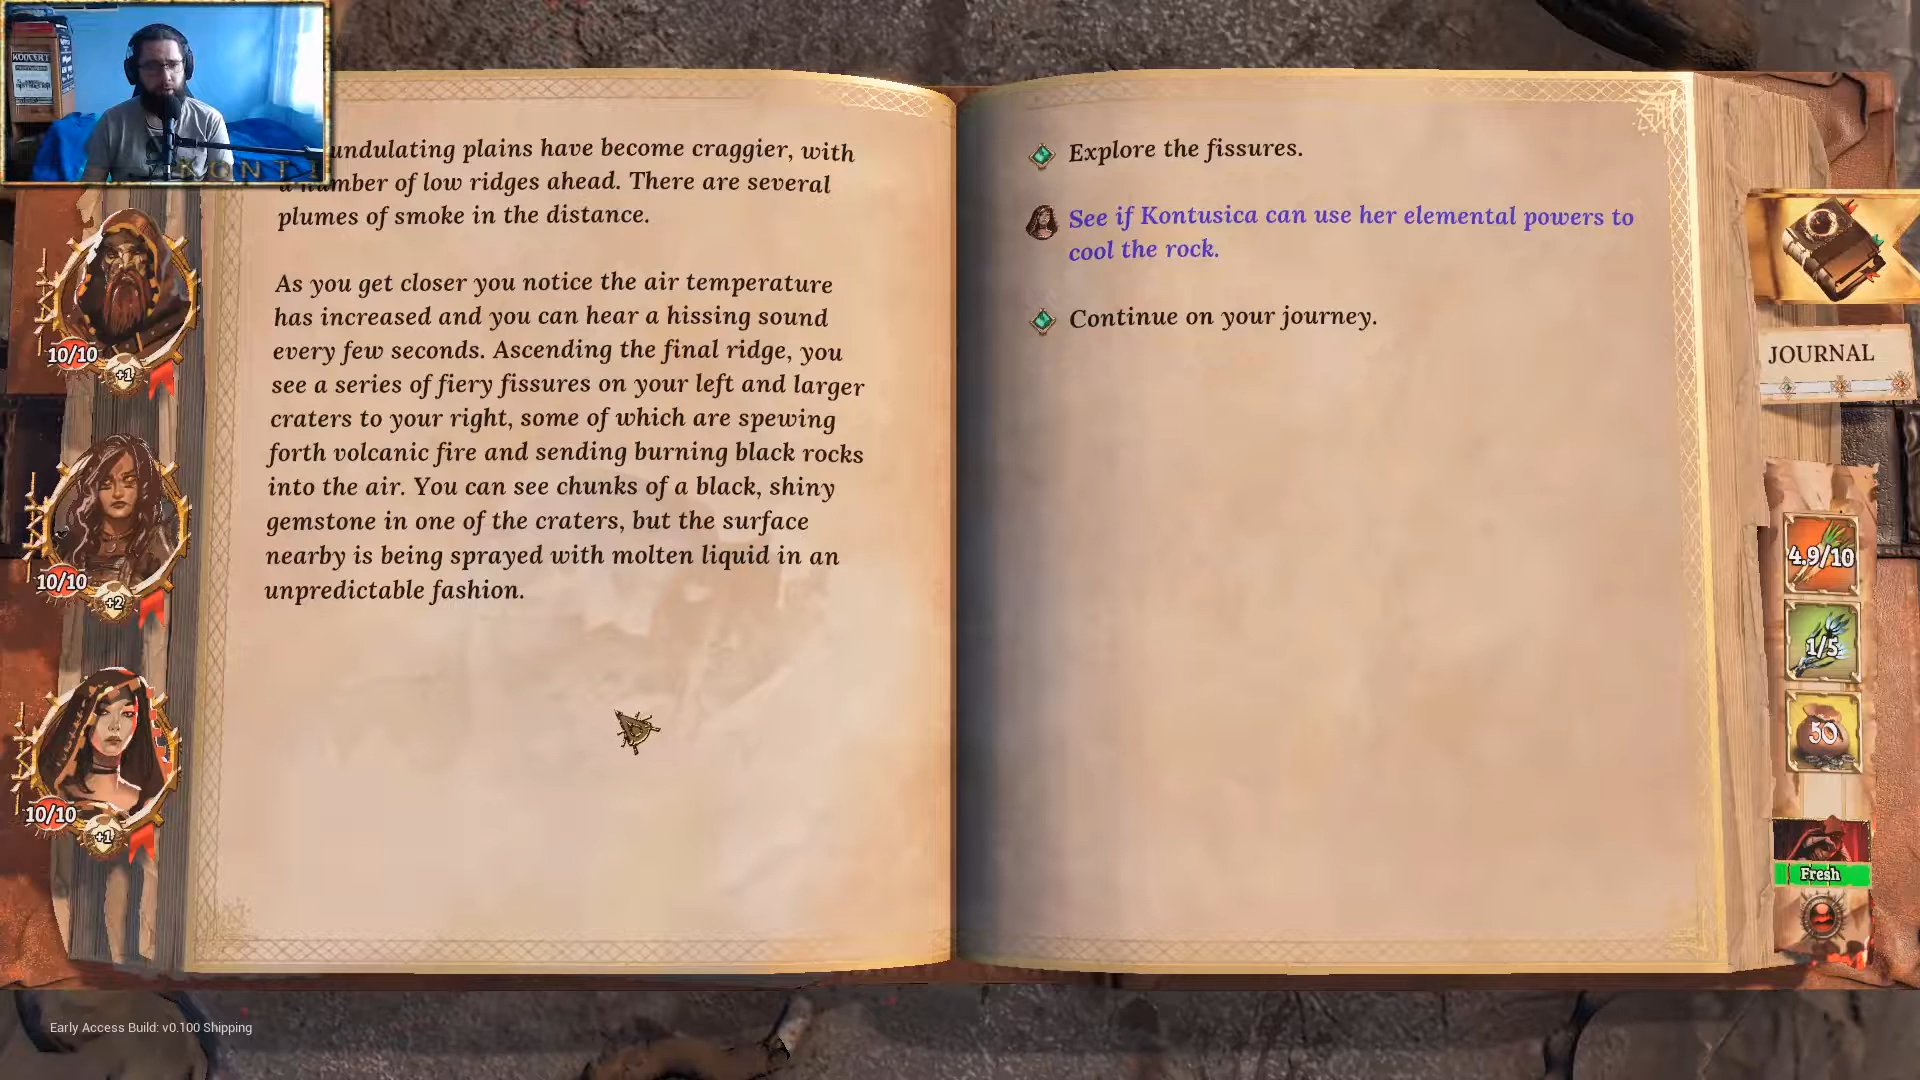 KONCERT
KONT
undulating plains have become craggier, with
a number of low ridges ahead. There are several
plumes of smoke in the distance.
As you get closer you notice the air temperature
has increased and you can hear a hissing sound
every few seconds. Ascending the final ridge, you
see a series of fiery fissures on your left and larger
craters to your right, some of which are spewing
forth volcanic fire and sending burning black rocks
into the air. You can see chunks of a black, shiny
gemstone in one of the craters, but the surface
nearby is being sprayed with molten liquid in an
unpredictable fashion.
Explore the fissures.
See if Kontusica can use her elemental powers to
cool the rock.
Continue on your journey.
10/10
+1
10/10
+2
10/10
+1
JOURNAL
4.9/10
1/5
50
Fresh
Early Access Build: v0.100 Shipping